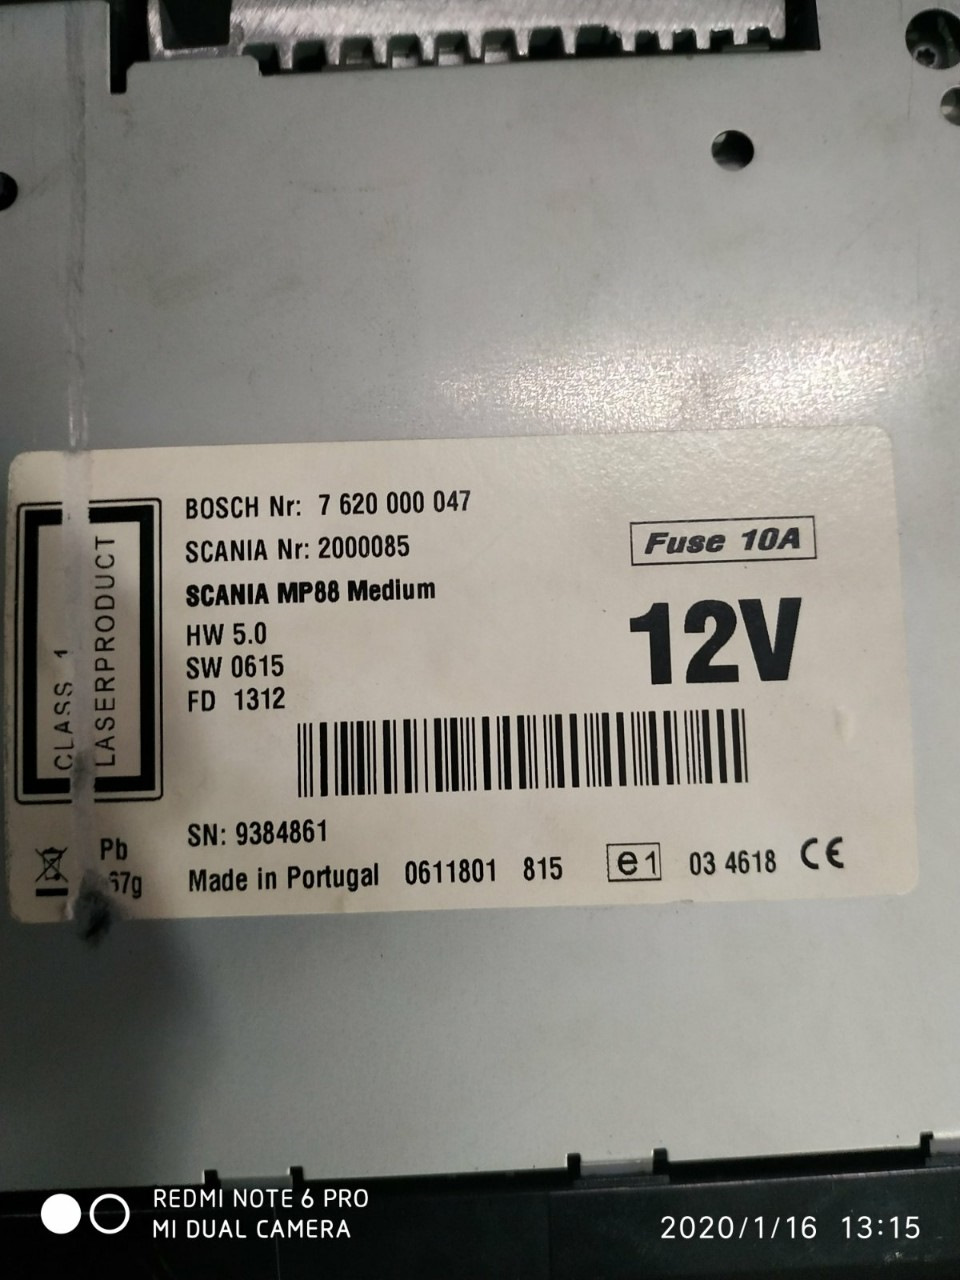 BOSCH Nr: 7 620 000 047
SCANIA Nr: 2000085
SCANIA MP88 Medium
HW 5.0
SW 0615
FD 1312
Fuse 10A
12V
CLASS 1
LASERPRODUCT
SN: 9384861
Pb
Made in Portugal 0611801 815 e1 03 4618 CE
REDMI NOTE 6 PRO
MI DUAL CAMERA
2020/1/16 13:15